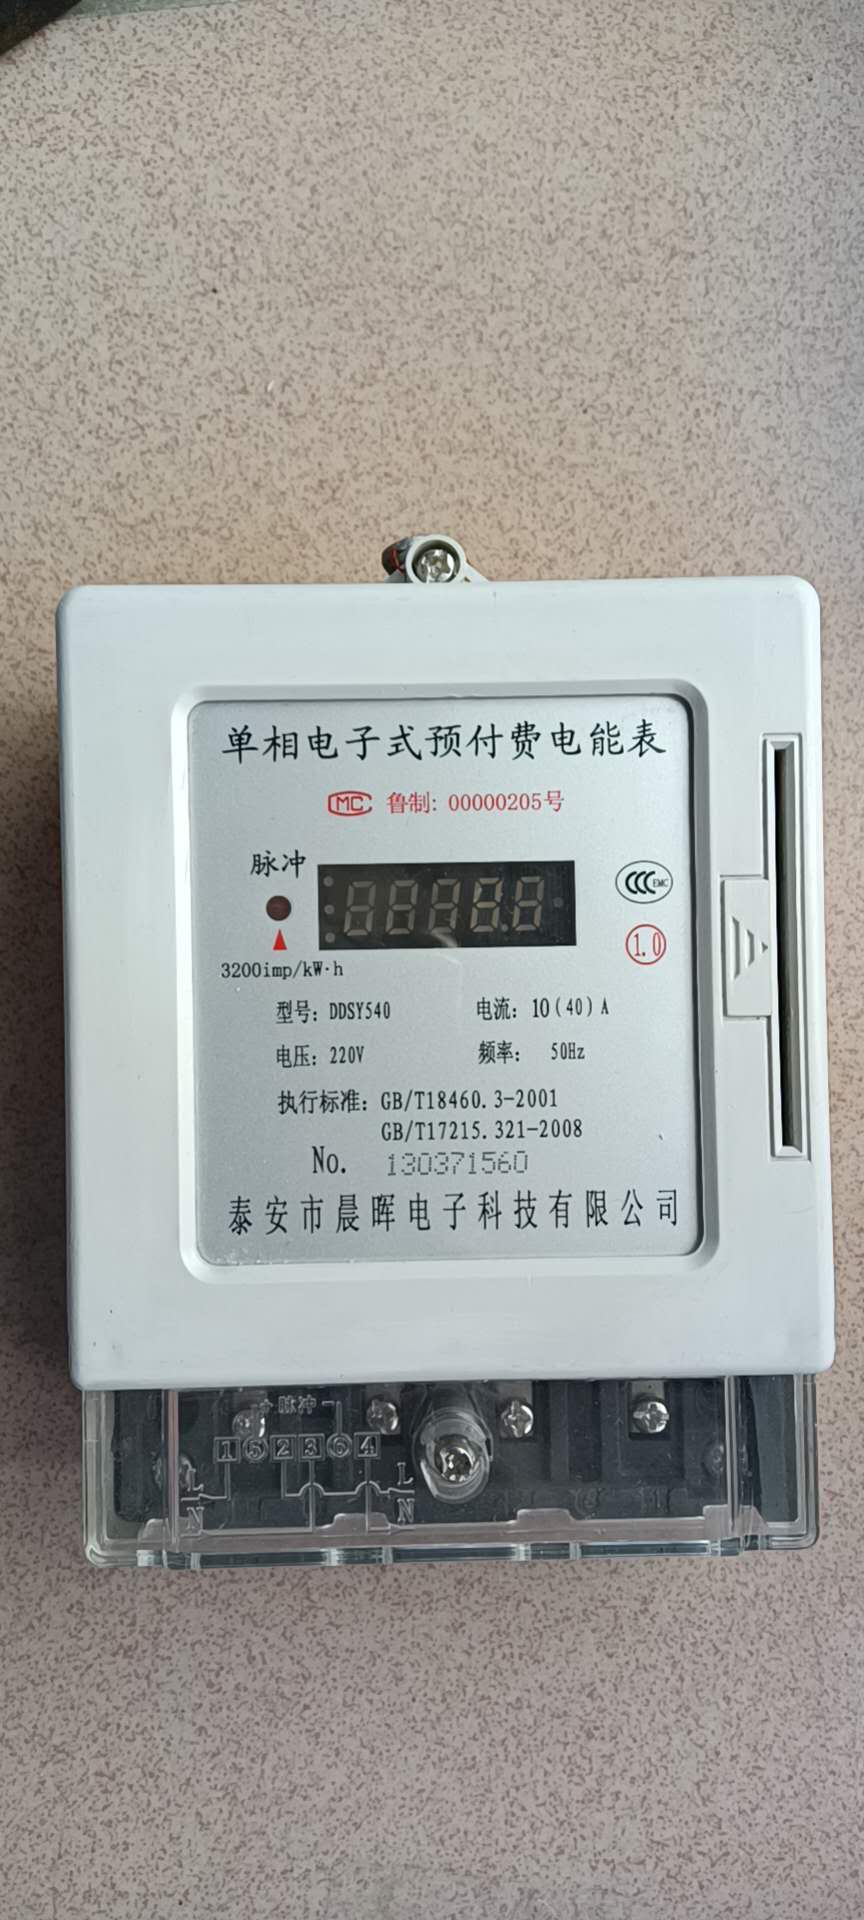 单相电子式预付费电能表
MC 鲁制: 00000205号
脉冲
CCC EMC
1.0
3200imp/kW·h
型号: DDSY540 电流: 10(40)A
电压: 220V 频率: 50Hz
执行标准: GB/T18460.3-2001
GB/T17215.321-2008
No. 130371560
泰安市晨晖电子科技有限公司
+ 脉冲 -
1 5 2 3 6 4
L L
N N